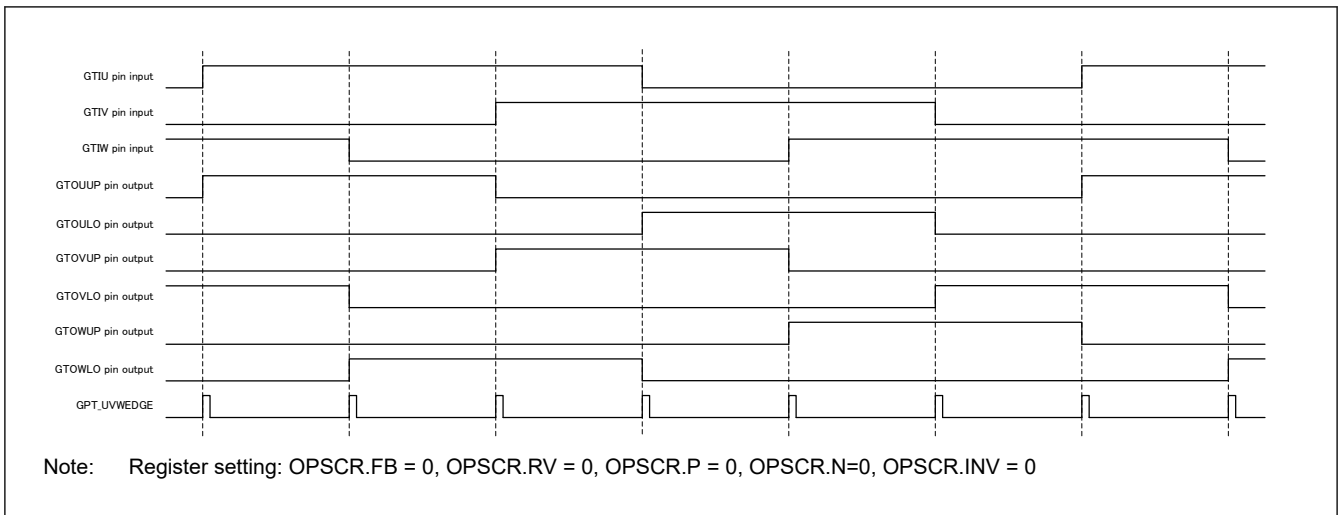 GTIU pin input
GTIV pin input
GTIW pin input
GTOUUP pin output
GTOULO pin output
GTOVUP pin output
GTOVLO pin output
GTOWUP pin output
GTOWLO pin output
GPT_UVWEDGE
Note: Register setting: OPSCR.FB = 0, OPSCR.RV = 0, OPSCR.P = 0, OPSCR.N=0, OPSCR.INV = 0